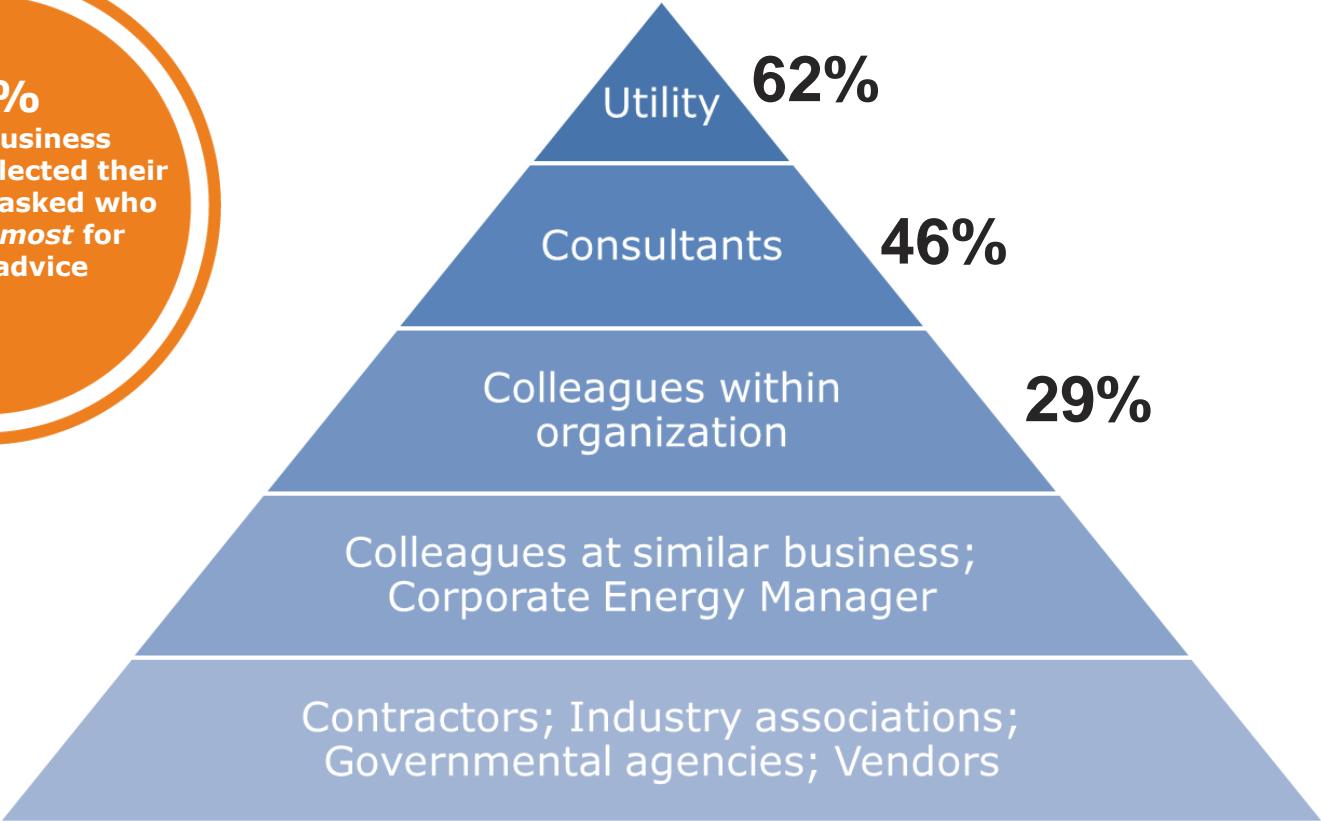 %
usiness
lected their
asked who
most for
advice
Utility
62%
Consultants
46%
Colleagues within
organization
29%
Colleagues at similar business;
Corporate Energy Manager
Contractors; Industry associations;
Governmental agencies; Vendors